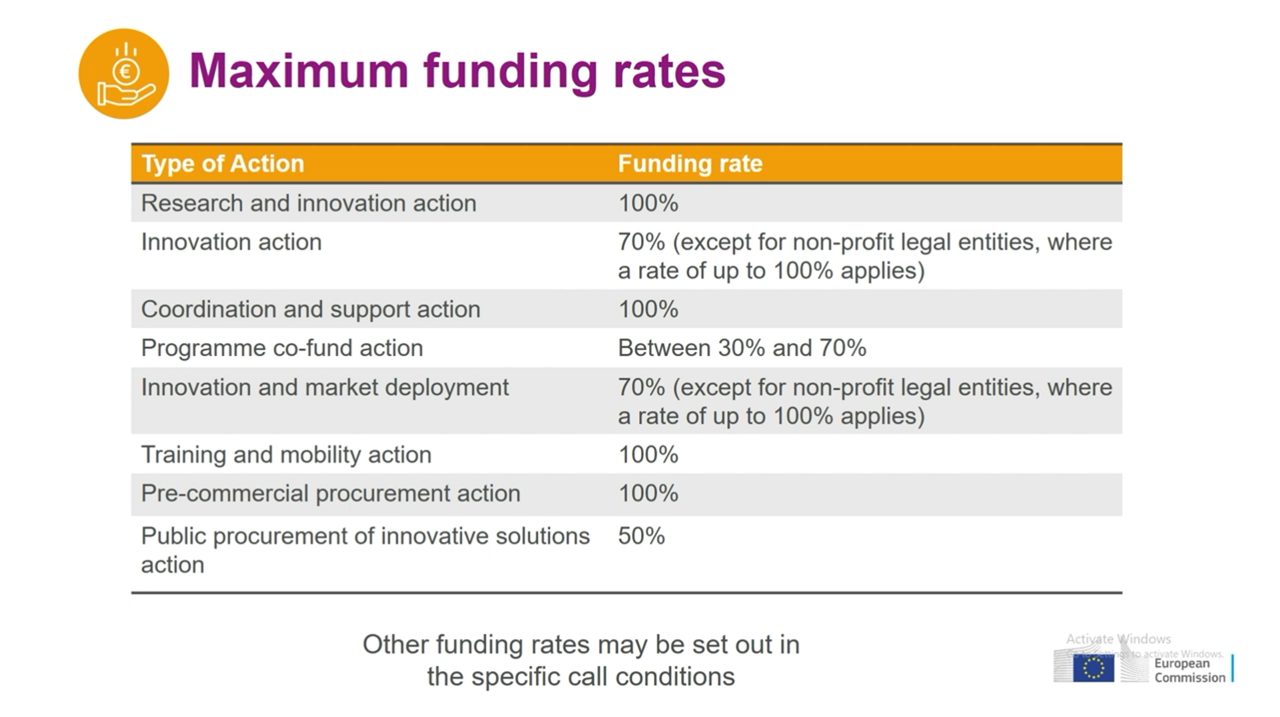 Maximum funding rates
Type of Action Funding rate
Research and innovation action 100%
Innovation action 70% (except for non-profit legal entities, where
a rate of up to 100% applies)
Coordination and support action 100%
Programme co-fund action Between 30% and 70%
Innovation and market deployment 70% (except for non-profit legal entities, where
a rate of up to 100% applies)
Training and mobility action 100%
Pre-commercial procurement action 100%
Public procurement of innovative solutions 50%
action
Other funding rates may be set out in
the specific call conditions
Activate Windows
to activate Windows.
European
Commission